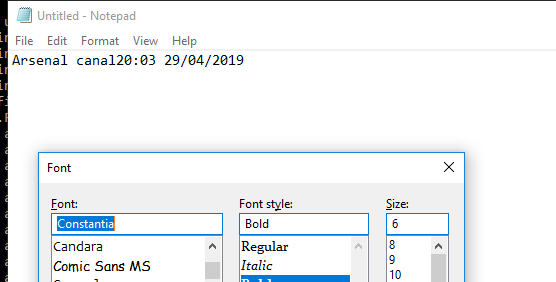 Untitled - Notepad
File Edit Format View Help
Arsenal canal20:03 29/04/2019
Font
Font: Font style: Size:
Constantia Bold 6
Candara Regular 8
Comic Sans MS Italic 9
10